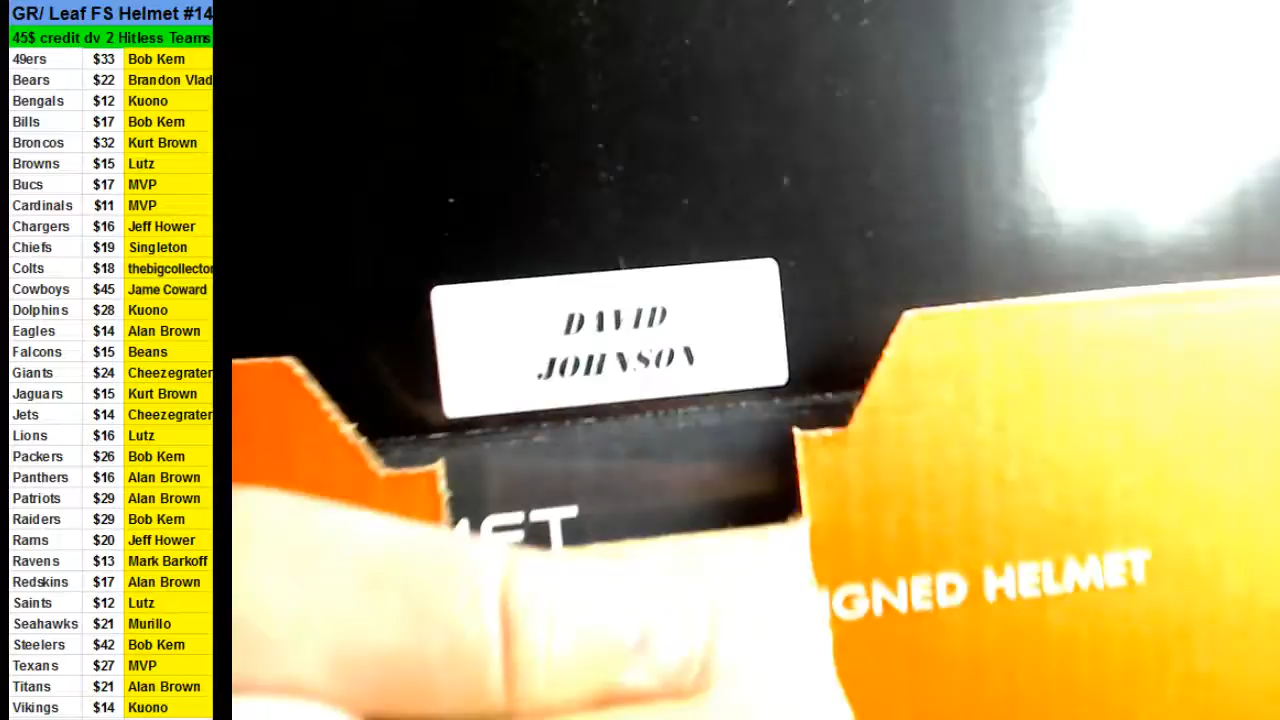 GR/ Leaf FS Helmet #14
45$ credit dv 2 Hitless Teams
49ers $33 Bob Kern
Bears $22 Brandon Vlad
Bengals $12 Kuono
Bills $17 Bob Kern
Broncos $32 Kurt Brown
Browns $15 Lutz
Bucs $17 MVP
Cardinals $11 MVP
Chargers $16 Jeff Hower
Chiefs $19 Singleton
Colts $18 thebigcollector
Cowboys $45 Jame Coward
Dolphins $28 Kuono
Eagles $14 Alan Brown
Falcons $15 Beans
Giants $24 Cheezegrater
Jaguars $15 Kurt Brown
Jets $14 Cheezegrater
Lions $16 Lutz
Packers $26 Bob Kern
Panthers $16 Alan Brown
Patriots $29 Alan Brown
Raiders $29 Bob Kern
Rams $20 Jeff Hower
Ravens $13 Mark Barkoff
Redskins $17 Alan Brown
Saints $12 Lutz
Seahawks $21 Murillo
Steelers $42 Bob Kern
Texans $27 MVP
Titans $21 Alan Brown
Vikings $14 Kuono
DAVID
JOHNSON
MET
IGNED HELMET